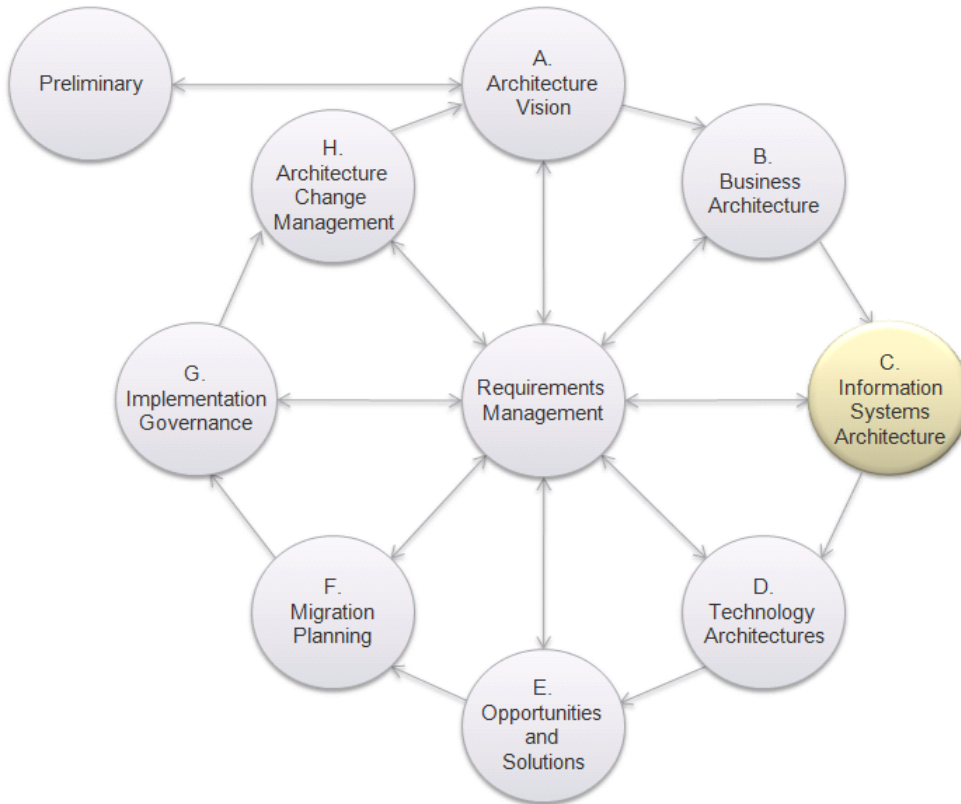 Preliminary
A.
Architecture
Vision
H.
Architecture
Change
Management
B.
Business
Architecture
G.
Implementation
Governance
Requirements
Management
C.
Information
Systems
Architecture
F.
Migration
Planning
D.
Technology
Architectures
E.
Opportunities
and
Solutions